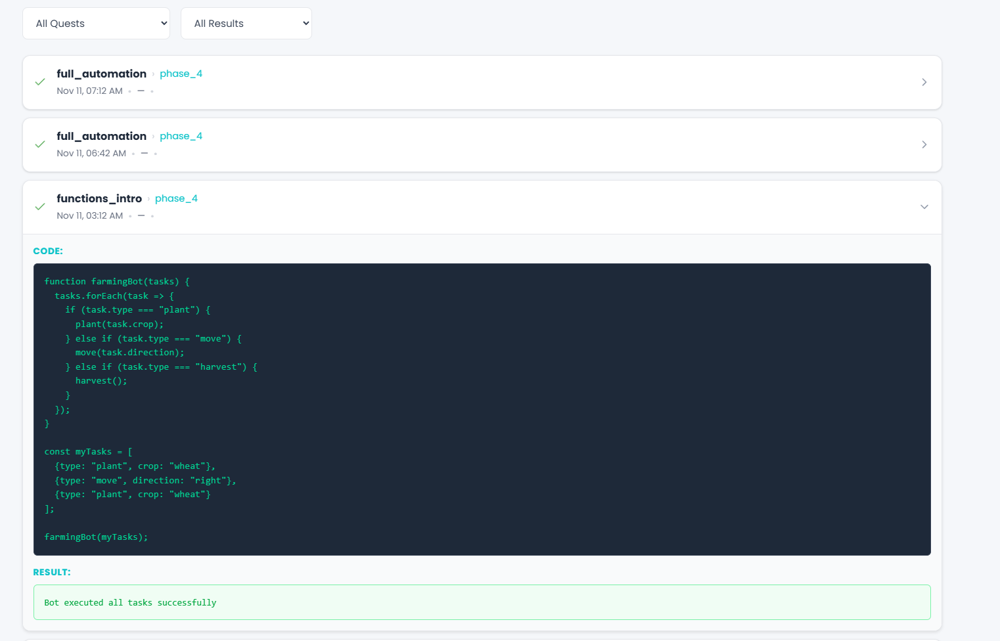 All Quests All Results
full_automation › phase_4
Nov 11, 07:12 AM • — •
full_automation › phase_4
Nov 11, 06:42 AM • — •
functions_intro › phase_4
Nov 11, 03:12 AM • — •
CODE:
function farmingBot(tasks) {
  tasks.forEach(task => {
    if (task.type === "plant") {
      plant(task.crop);
    } else if (task.type === "move") {
      move(task.direction);
    } else if (task.type === "harvest") {
      harvest();
    }
  });
}
const myTasks = [
  {type: "plant", crop: "wheat"},
  {type: "move", direction: "right"},
  {type: "plant", crop: "wheat"}
];
farmingBot(myTasks);
RESULT:
Bot executed all tasks successfully